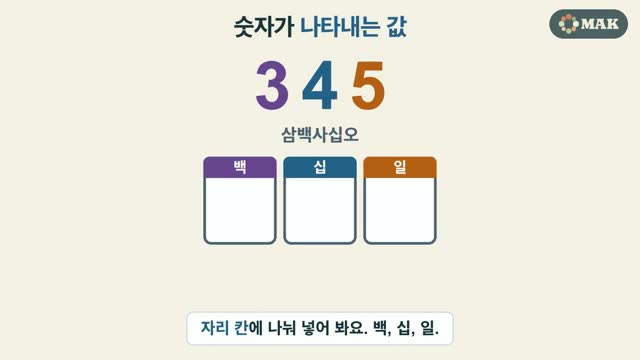 숫자가 나타내는 값
MAK
3 4 5
삼백사십오
백 십 일
자리 칸에 나눠 넣어 봐요. 백, 십, 일.